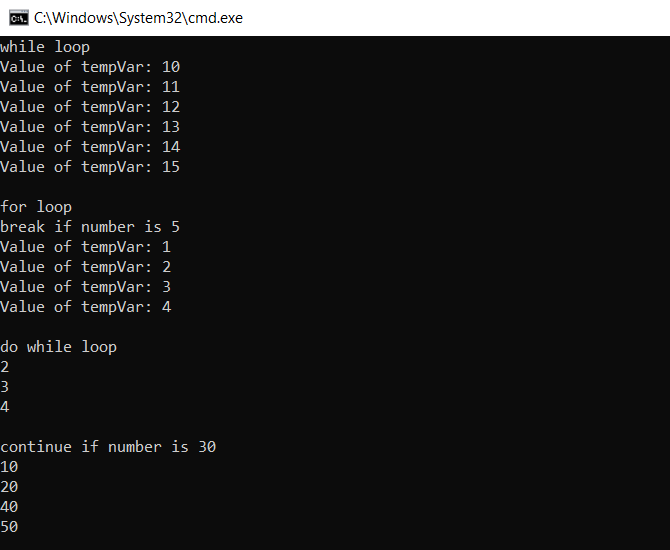 C:\Windows\System32\cmd.exe
while loop
Value of tempVar: 10
Value of tempVar: 11
Value of tempVar: 12
Value of tempVar: 13
Value of tempVar: 14
Value of tempVar: 15
for loop
break if number is 5
Value of tempVar: 1
Value of tempVar: 2
Value of tempVar: 3
Value of tempVar: 4
do while loop
2
3
4
continue if number is 30
10
20
40
50